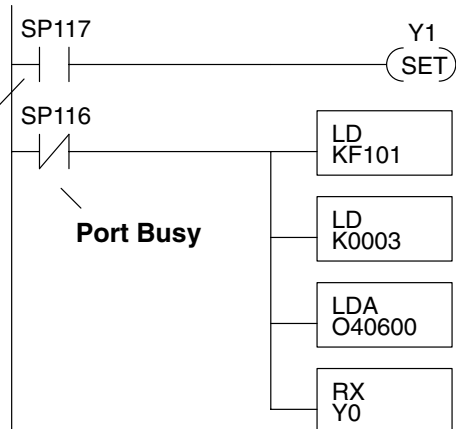 SP117
Y1
SET
SP116
LD
KF101
Port Busy
LD
K0003
LDA
O40600
RX
Y0